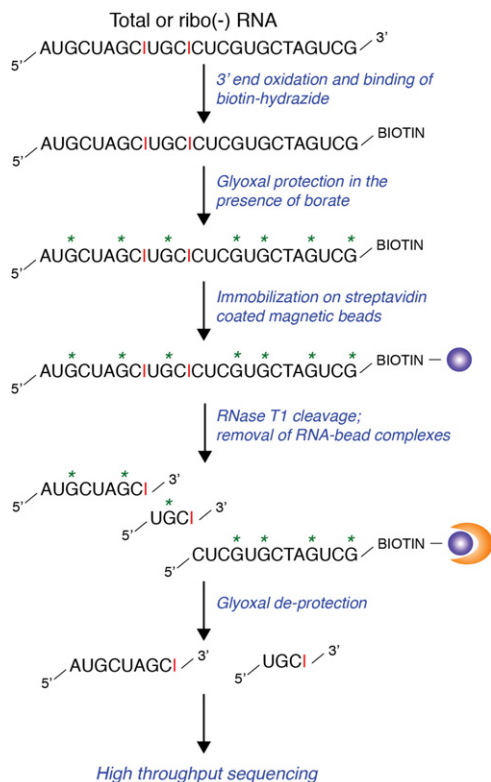 Total or ribo(-) RNA
5' AUGCUAGCIUGCICUCGUGCTAGUCG 3'
3' end oxidation and binding of
biotin-hydrazide
5' AUGCUAGCIUGCICUCGUGCTAGUCG BIOTIN
Glyoxal protection in the
presence of borate
* * * * * * *
5' AUGCUAGCIUGCICUCGUGCTAGUCG BIOTIN
Immobilization on streptavidin
coated magnetic beads
* * * * * * *
5' AUGCUAGCIUGCICUCGUGCTAGUCG BIOTIN
RNase T1 cleavage;
removal of RNA-bead complexes
* *
5' AUGCUAGCI 3'
*
5' UGCI 3'
* * * *
5' CUCGUGCTAGUCG BIOTIN
Glyoxal de-protection
5' AUGCUAGCI 3' 5' UGCI 3'
High throughput sequencing